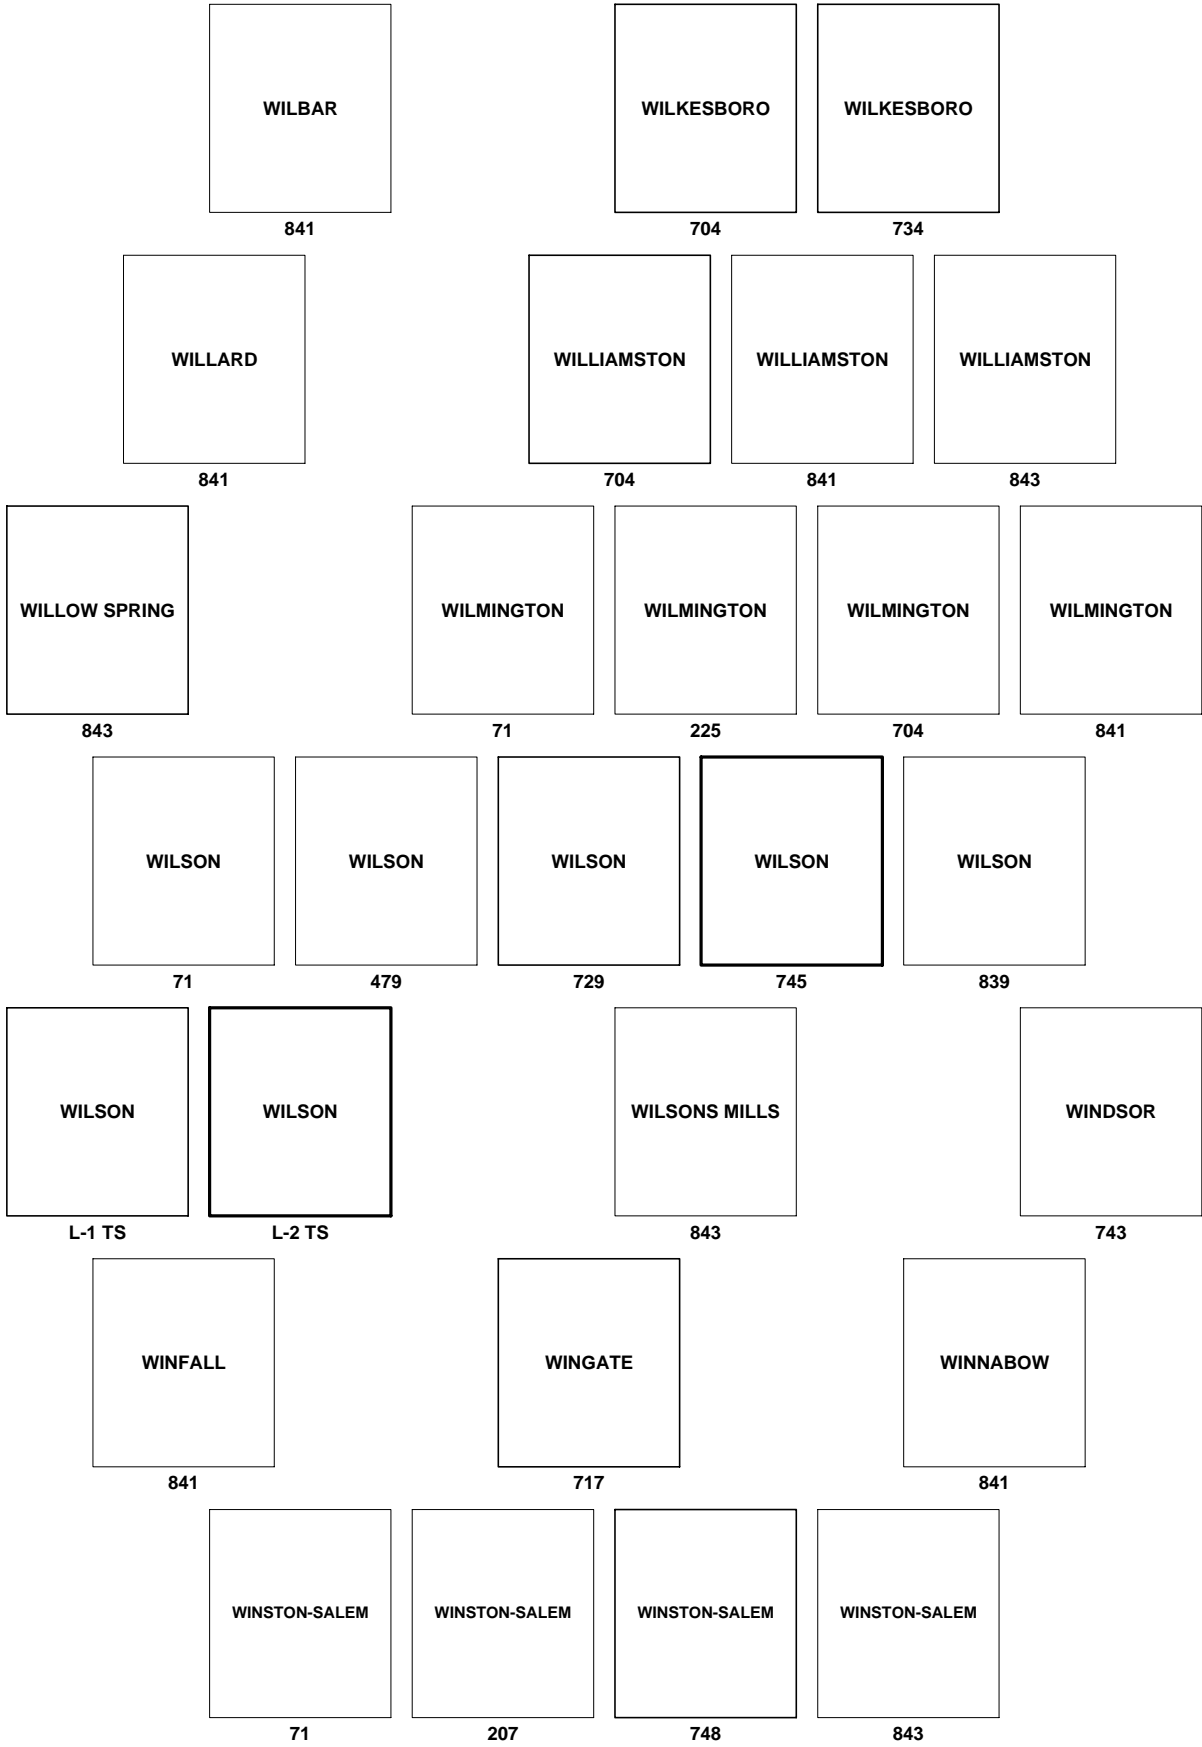 WILBAR WILKESBORO WILKESBORO
841 704 734
WILLARD WILLIAMSTON WILLIAMSTON WILLIAMSTON
841 704 841 843
WILLOW SPRING WILMINGTON WILMINGTON WILMINGTON WILMINGTON
843 71 225 704 841
WILSON WILSON WILSON WILSON WILSON
71 479 729 745 839
WILSON WILSON WILSONS MILLS WINDSOR
L-1 TS L-2 TS 843 743
WINFALL WINGATE WINNABOW
841 717 841
WINSTON-SALEM WINSTON-SALEM WINSTON-SALEM WINSTON-SALEM
71 207 748 843